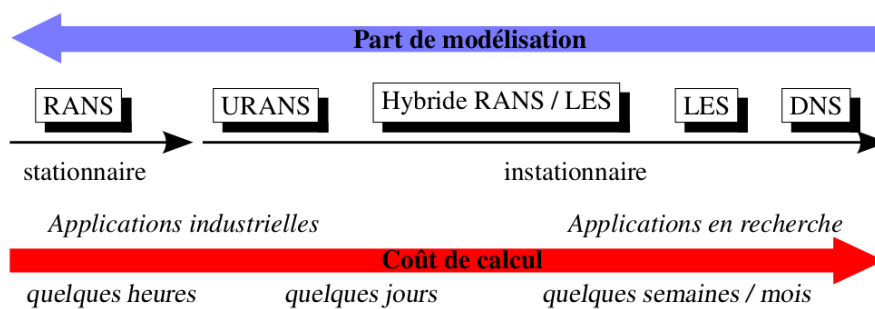 Part de modélisation
RANS URANS Hybride RANS / LES LES DNS
stationnaire instationnaire
Applications industrielles Applications en recherche
Coût de calcul
quelques heures quelques jours quelques semaines / mois